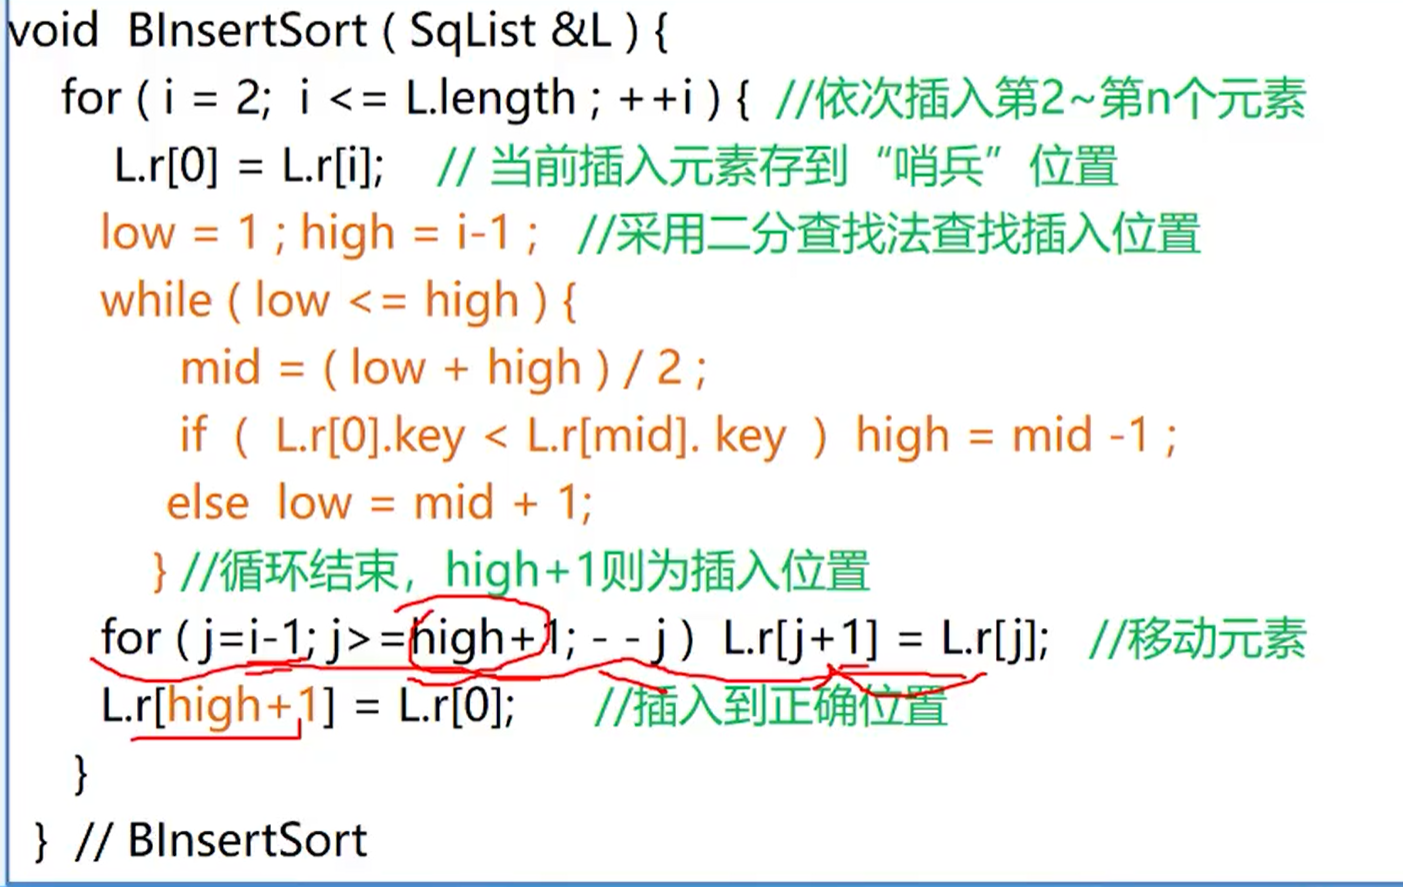 void BInsertSort ( SqList &L ) {
for ( i = 2; i <= L.length ; ++i ) { //依次插入第2~第n个元素
L.r[0] = L.r[i]; // 当前插入元素存到“哨兵”位置
low = 1 ; high = i-1 ; //采用二分查找法查找插入位置
while ( low <= high ) {
mid = ( low + high ) / 2 ;
if ( L.r[0].key < L.r[mid]. key ) high = mid -1 ;
else low = mid + 1;
} //循环结束，high+1则为插入位置
for ( j=i-1; j>=high+1; - - j ) L.r[j+1] = L.r[j]; //移动元素
L.r[high+1] = L.r[0]; //插入到正确位置
}
} // BInsertSort